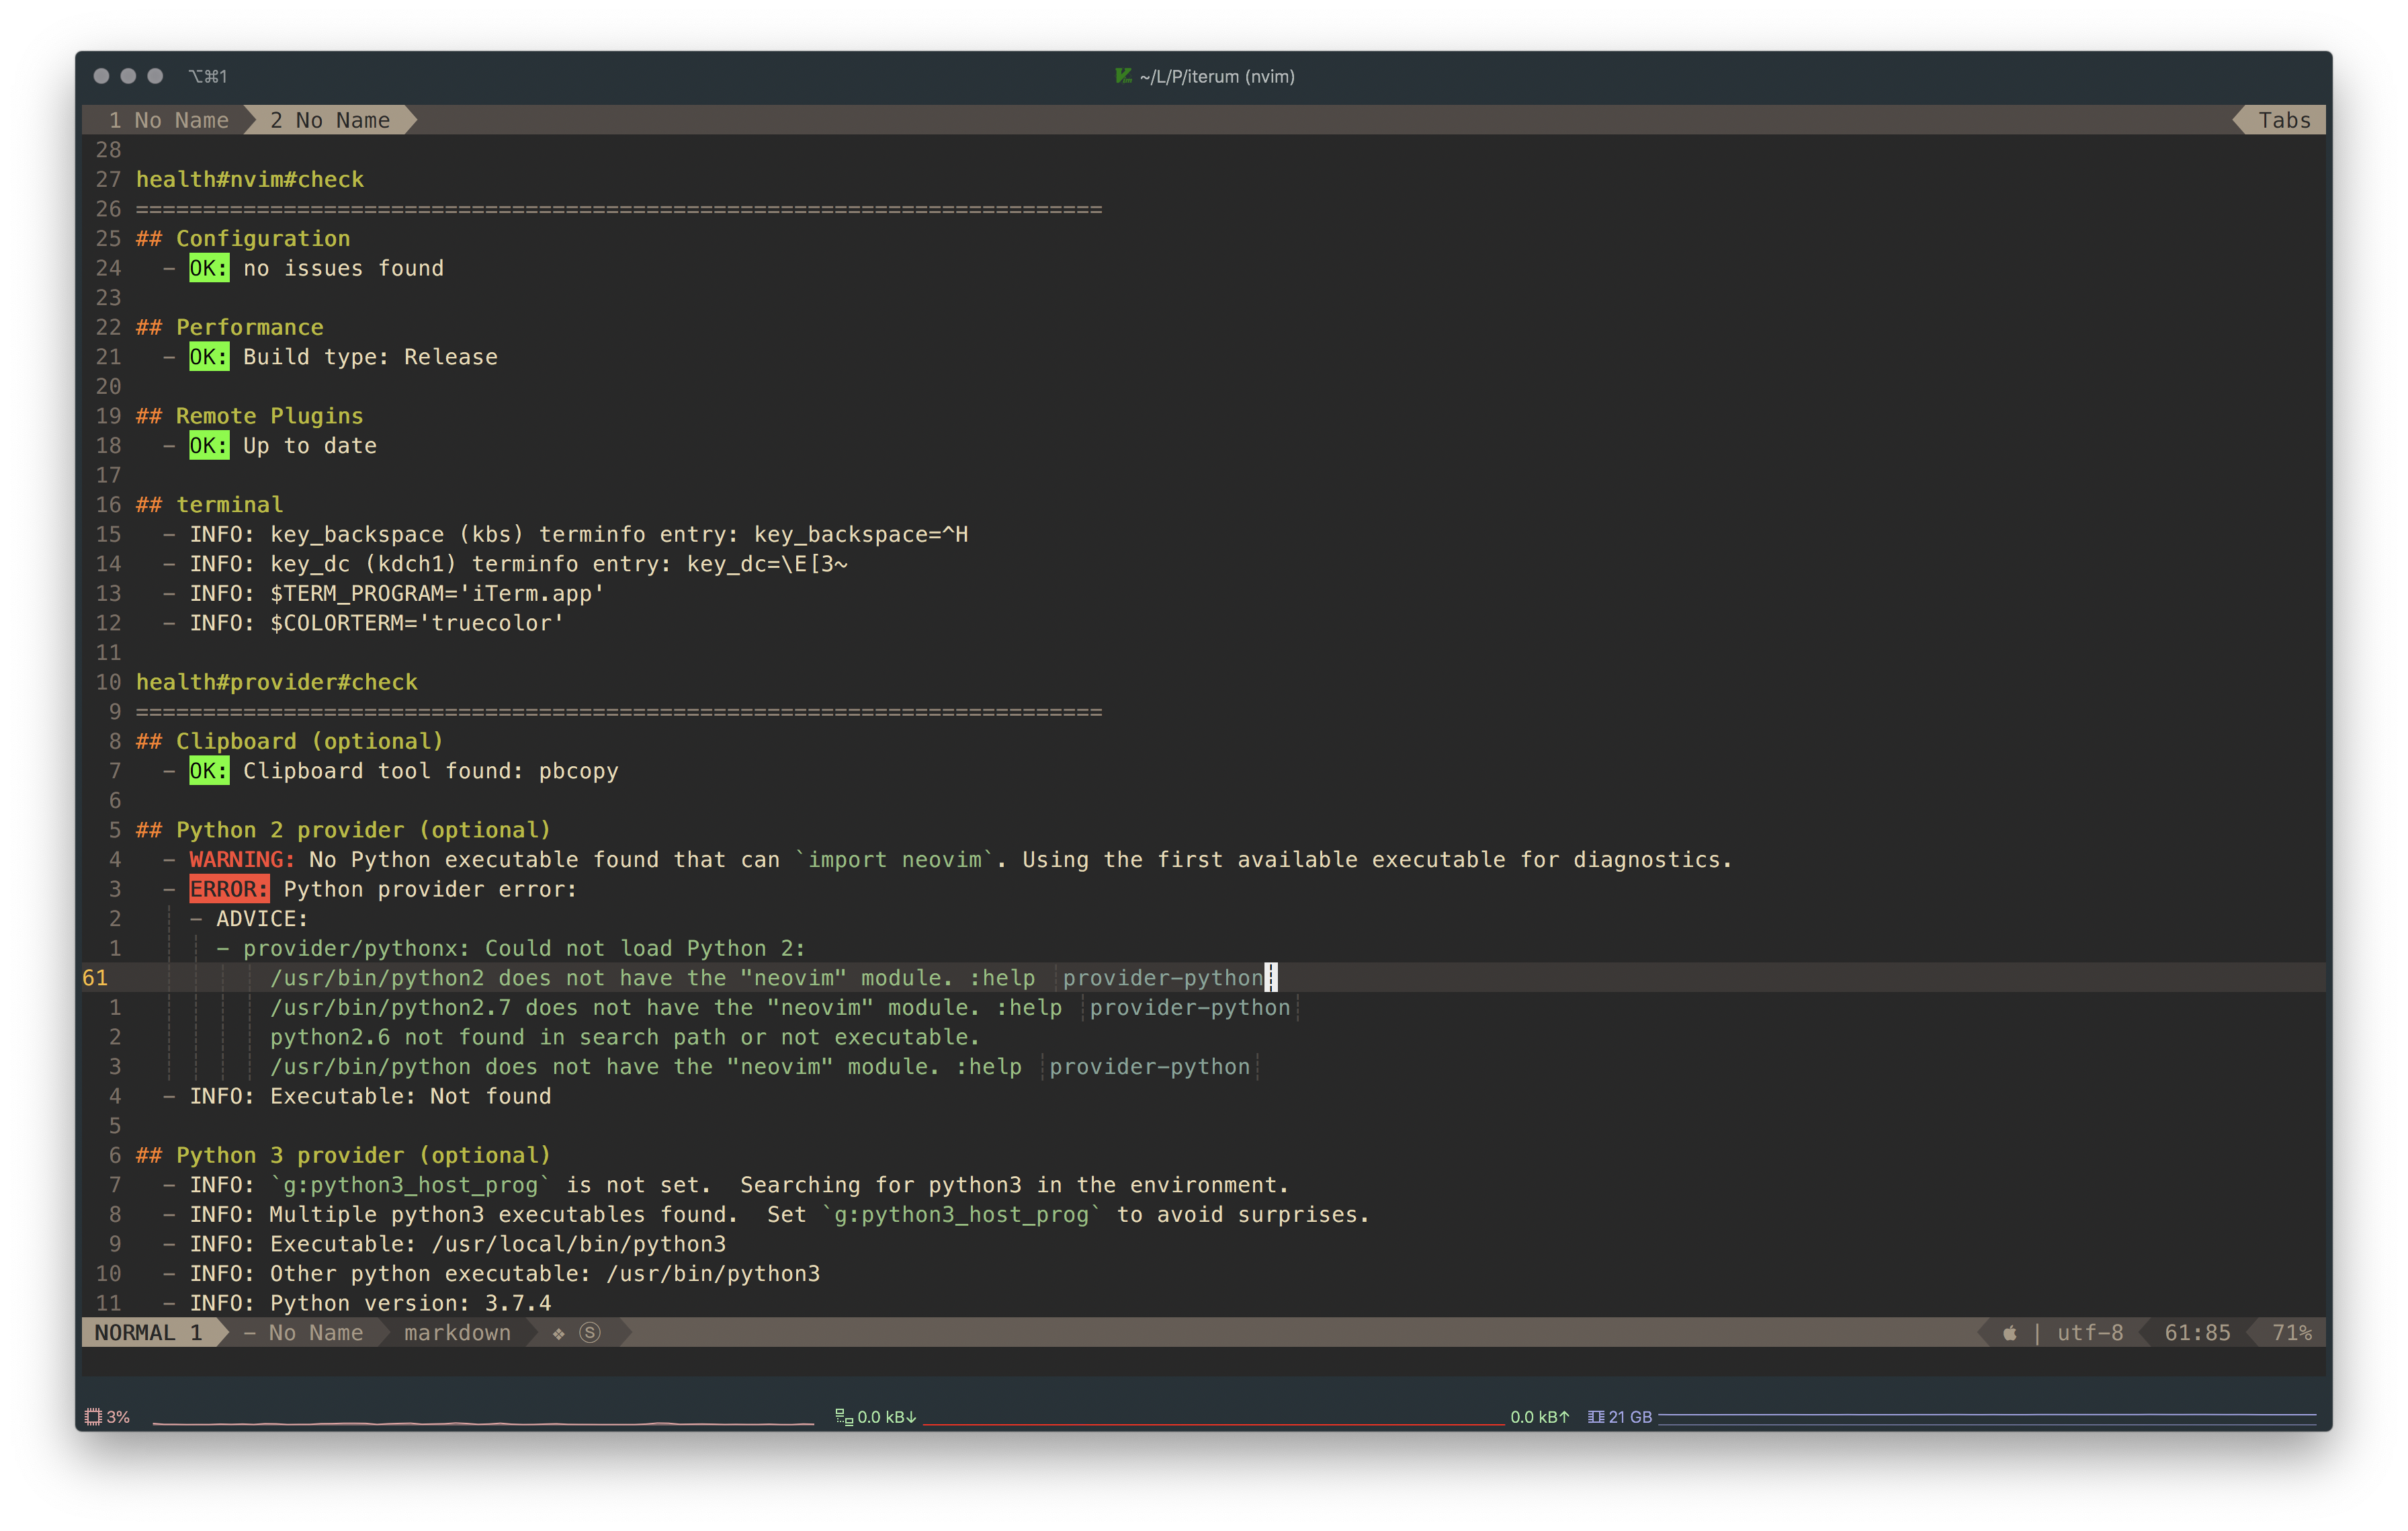 ⌥⌘1 ~/L/P/iterum (nvim)
1 No Name 2 No Name Tabs
28
27 health#nvim#check
26 ========================================================================
25 ## Configuration
24 - OK: no issues found
23
22 ## Performance
21 - OK: Build type: Release
20
19 ## Remote Plugins
18 - OK: Up to date
17
16 ## terminal
15 - INFO: key_backspace (kbs) terminfo entry: key_backspace=^H
14 - INFO: key_dc (kdch1) terminfo entry: key_dc=\E[3~
13 - INFO: $TERM_PROGRAM='iTerm.app'
12 - INFO: $COLORTERM='truecolor'
11
10 health#provider#check
9 ========================================================================
8 ## Clipboard (optional)
7 - OK: Clipboard tool found: pbcopy
6
5 ## Python 2 provider (optional)
4 - WARNING: No Python executable found that can `import neovim`. Using the first available executable for diagnostics.
3 - ERROR: Python provider error:
2 - ADVICE:
1 - provider/pythonx: Could not load Python 2:
61 /usr/bin/python2 does not have the "neovim" module. :help ¦provider-python¦
1 /usr/bin/python2.7 does not have the "neovim" module. :help ¦provider-python¦
2 python2.6 not found in search path or not executable.
3 /usr/bin/python does not have the "neovim" module. :help ¦provider-python¦
4 - INFO: Executable: Not found
5
6 ## Python 3 provider (optional)
7 - INFO: `g:python3_host_prog` is not set.  Searching for python3 in the environment.
8 - INFO: Multiple python3 executables found.  Set `g:python3_host_prog` to avoid surprises.
9 - INFO: Executable: /usr/local/bin/python3
10 - INFO: Other python executable: /usr/bin/python3
11 - INFO: Python version: 3.7.4
NORMAL 1 - No Name markdown ❖ Ⓢ | utf-8 61:85 71%
3% 0.0 kB↓ 0.0 kB↑ 21 GB